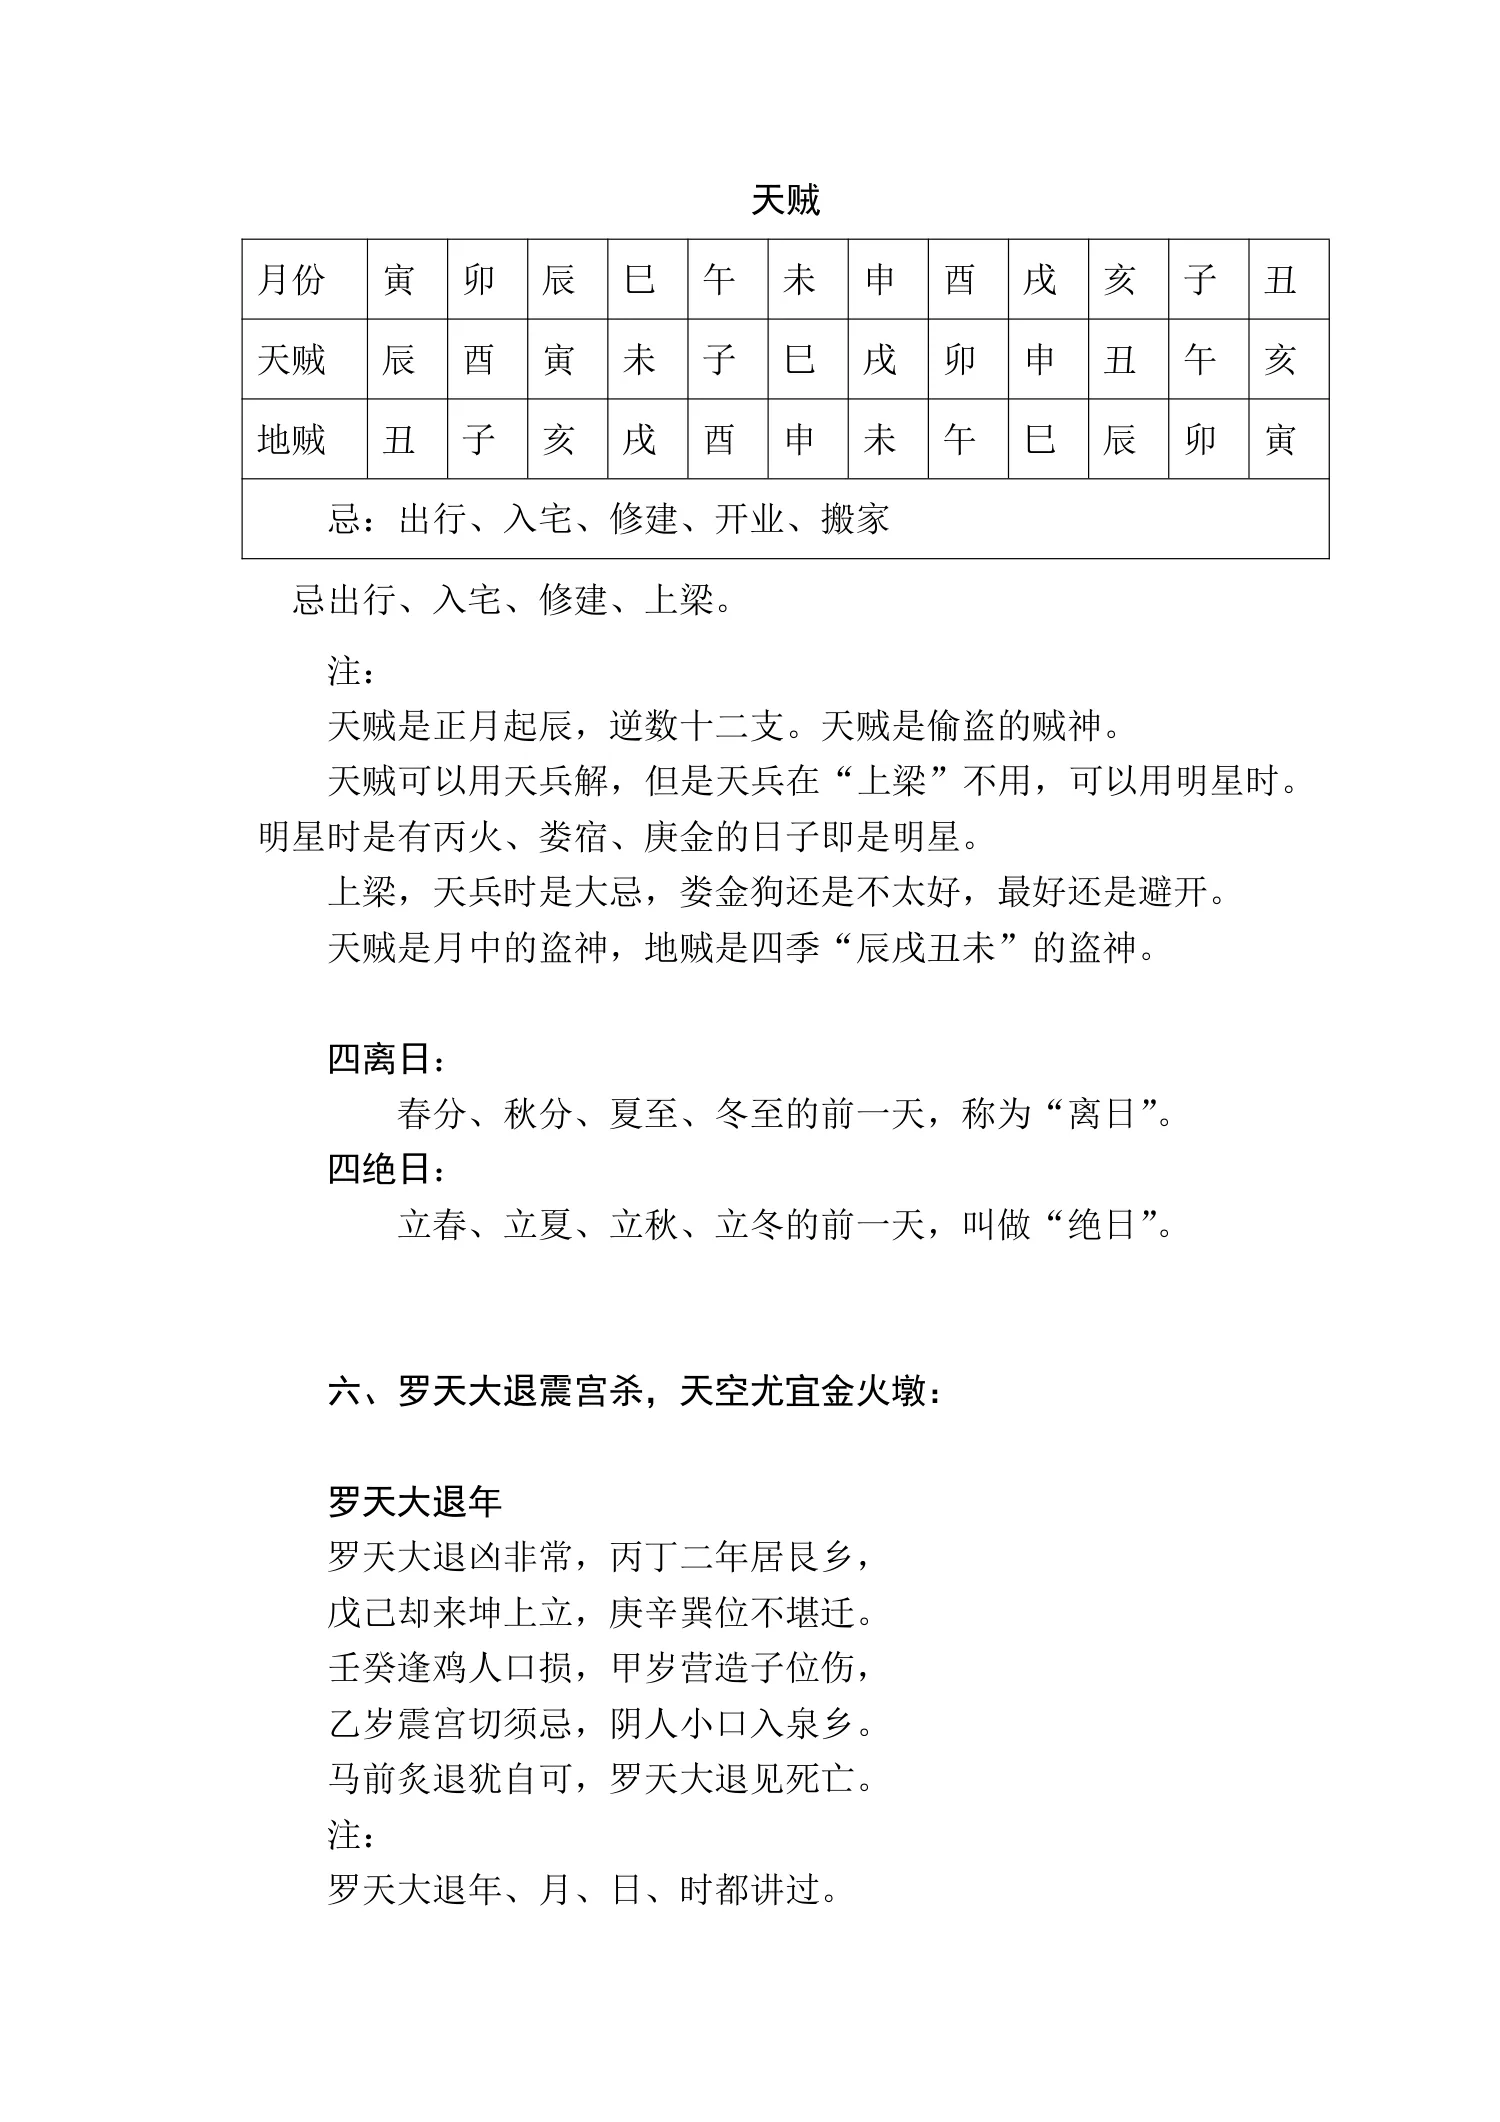 天贼
月份 寅 卯 辰 巳 午 未 申 酉 戌 亥 子 丑
天贼 辰 酉 寅 未 子 巳 戌 卯 申 丑 午 亥
地贼 丑 子 亥 戌 酉 申 未 午 巳 辰 卯 寅
忌：出行、入宅、修建、开业、搬家
忌出行、入宅、修建、上梁。
注：
天贼是正月起辰，逆数十二支。天贼是偷盗的贼神。
天贼可以用天兵解，但是天兵在“上梁”不用，可以用明星时。
明星时是有丙火、娄宿、庚金的日子即是明星。
上梁，天兵时是大忌，娄金狗还是不太好，最好还是避开。
天贼是月中的盗神，地贼是四季“辰戌丑未”的盗神。
四离日：
春分、秋分、夏至、冬至的前一天，称为“离日”。
四绝日：
立春、立夏、立秋、立冬的前一天，叫做“绝日”。
六、罗天大退震宫杀，天空尤宜金火墩：
罗天大退年
罗天大退凶非常，丙丁二年居艮乡，
戊己却来坤上立，庚辛巽位不堪迁。
壬癸逢鸡人口损，甲岁营造子位伤，
乙岁震宫切须忌，阴人小口入泉乡。
马前炙退犹自可，罗天大退见死亡。
注：
罗天大退年、月、日、时都讲过。